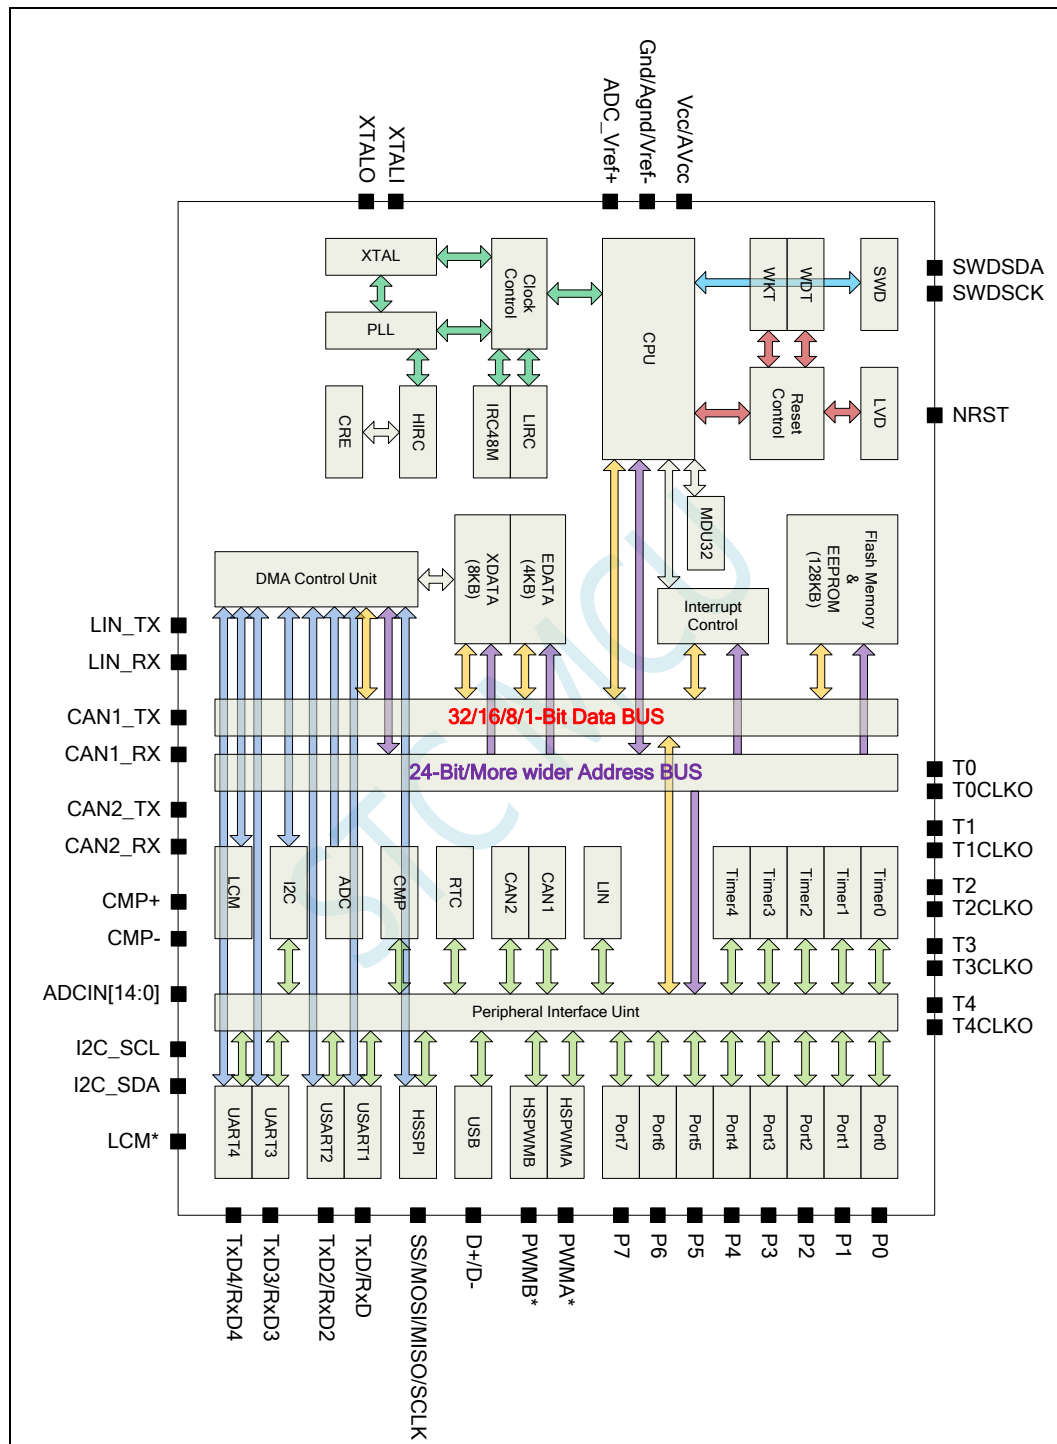 XTALO
XTALI
ADC_Vref+
Gnd/Agnd/Vref-
Vcc/AVcc
XTAL
PLL
Clock
Control
CPU
WKT
WDT
SWD
SWDSDA
SWDSCK
CRE
HIRC
IRC48M
LIRC
Reset
Control
LVD
NRST
MDU32
DMA Control Unit
XDATA
(8KB)
EDATA
(4KB)
Interrupt
Control
Flash Memory
&
EEPROM
(128KB)
LIN_TX
LIN_RX
CAN1_TX
CAN1_RX
CAN2_TX
CAN2_RX
CMP+
CMP-
ADCIN[14:0]
I2C_SCL
I2C_SDA
LCM*
32/16/8/1-Bit Data BUS
24-Bit/More wider Address BUS
STC MCU
T0
T0CLKO
T1
T1CLKO
T2
T2CLKO
T3
T3CLKO
T4
T4CLKO
LCM
I2C
ADC
CMP
RTC
CAN2
CAN1
LIN
Timer4
Timer3
Timer2
Timer1
Timer0
Peripheral Interface Uint
UART4
UART3
USART2
USART1
HSSPI
USB
HSPWMB
HSPWMA
Port7
Port6
Port5
Port4
Port3
Port2
Port1
Port0
TxD4/RxD4
TxD3/RxD3
TxD2/RxD2
TxD/RxD
SS/MOSI/MISO/SCLK
D+/D-
PWMB*
PWMA*
P7
P6
P5
P4
P3
P2
P1
P0